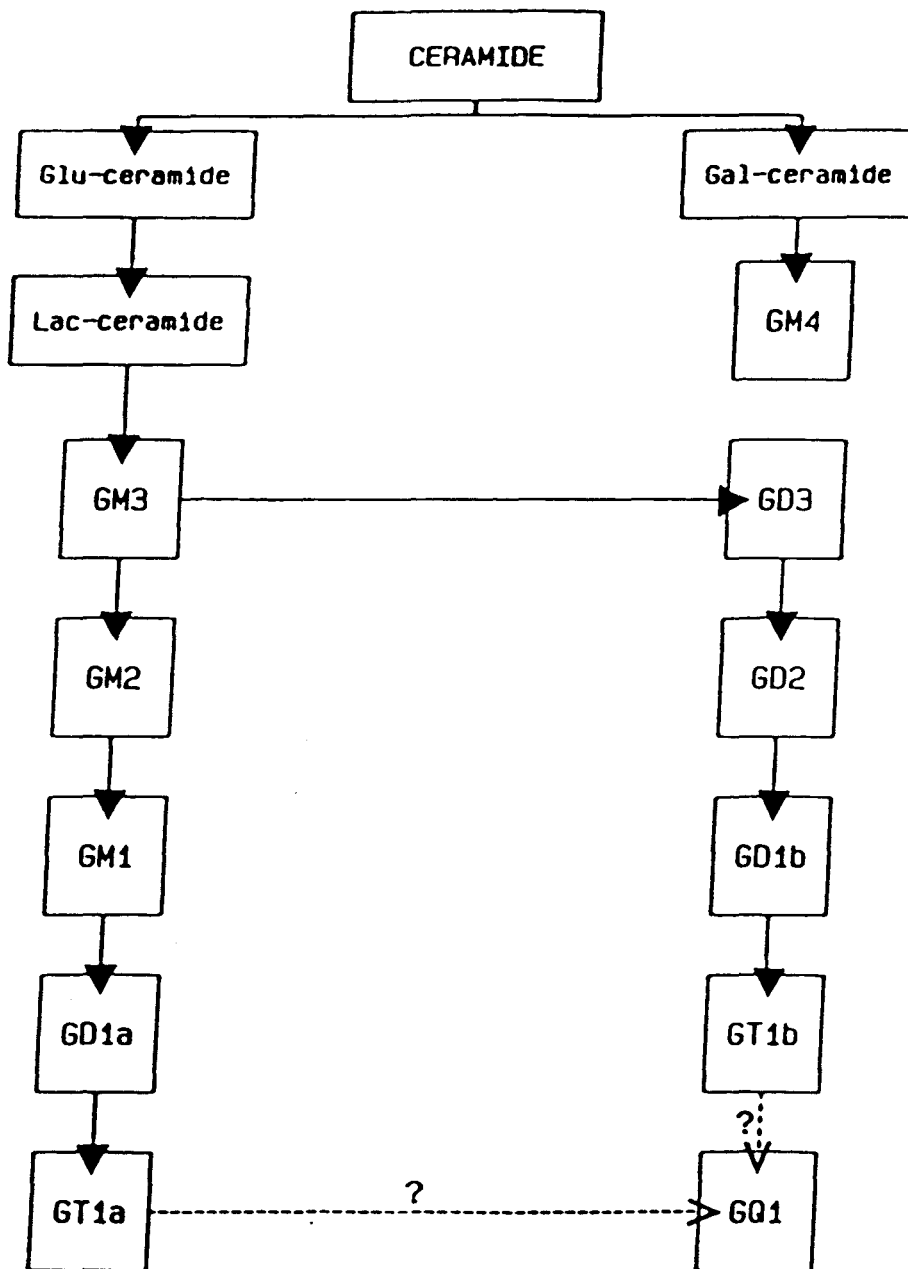 CERAMIDE
Glu-ceramide
Gal-ceramide
Lac-ceramide
GM4
GM3
GD3
GM2
GD2
GM1
GD1b
GD1a
GT1b
?
?
GT1a
GQ1